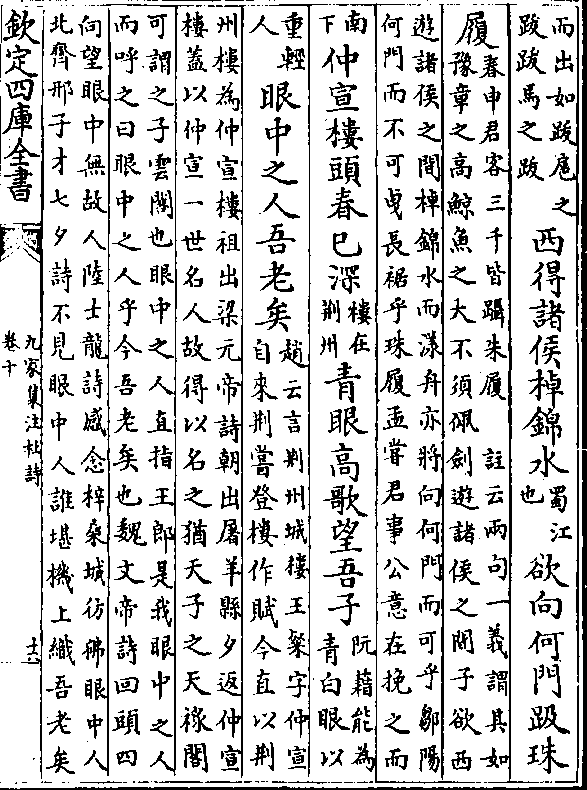 而出如跋扈之
跋跋馬之跋
西得諸侯棹錦水
蜀江
也
欲向何門趿珠
履
春申君客三千皆躡朱履 註云兩句一義謂其如
豫章之高鯨魚之大不須佩劍遊諸侯之間子欲西
遊諸侯之間棹錦水而漾舟亦將向何門而可乎鄒陽
何門而不可曳長裾乎珠履孟嘗君事公意在挽之而
南
下
仲宣樓頭春已深
樓在
荆州
青眼高歌望吾子
阮藉能為
青白眼以
重輕
人
眼中之人吾老矣
趙云言荆州城樓王粲字仲宣
自來荆嘗登樓作賦今直以荆
州樓為仲宣樓祖出梁元帝詩朝出屠羊縣夕返仲宣
樓蓋以仲宣一世名人故得以名之猶天子之天祿閣
可謂之子雲閣也眼中之人直指王郎是我眼中之人
而呼之曰眼中之人乎今吾老矣也魏文帝詩回頭四
向望眼中無故人陸士龍詩感念梓桑城彷彿眼中人
北齊邢子才七夕詩不見眼中人誰堪機上織吾老矣
欽定四庫全書
九家集注杜詩
卷十